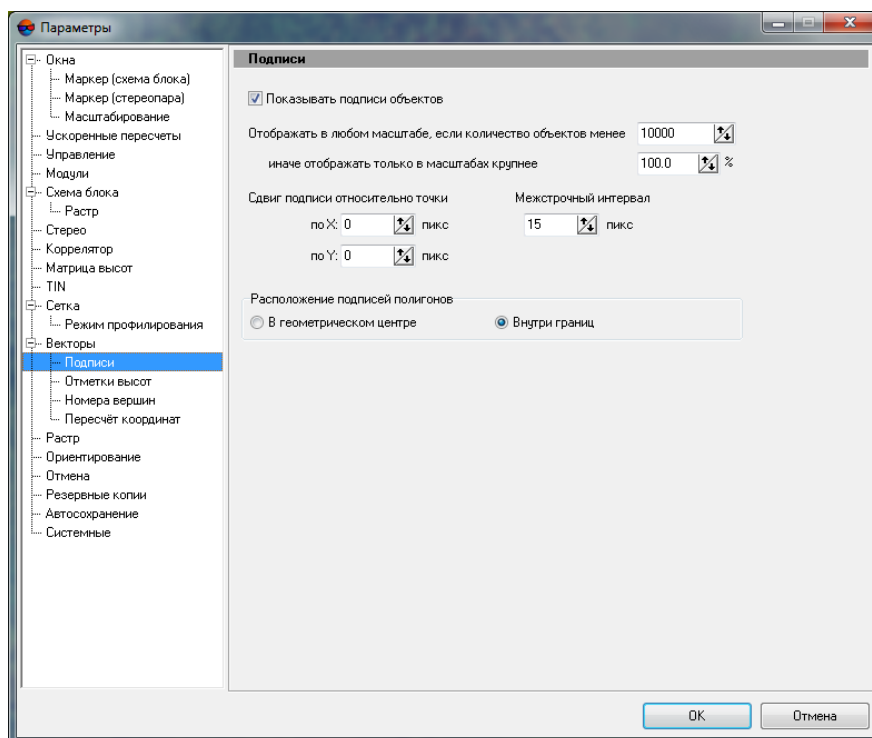 Параметры
Окна
Маркер (схема блока)
Маркер (стереопара)
Масштабирование
Ускоренные пересчеты
Управление
Модули
Схема блока
Растр
Стерео
Коррелятор
Матрица высот
TIN
Сетка
Режим профилирования
Векторы
Подписи
Отметки высот
Номера вершин
Пересчёт координат
Растр
Ориентирование
Отмена
Резервные копии
Автосохранение
Системные
Подписи
Показывать подписи объектов
Отображать в любом масштабе, если количество объектов менее 10000
иначе отображать только в масштабах крупнее 100.0 %
Сдвиг подписи относительно точки Межстрочный интервал
по X: 0 пикс 15 пикс
по Y: 0 пикс
Расположение подписей полигонов
В геометрическом центре Внутри границ
OK Отмена